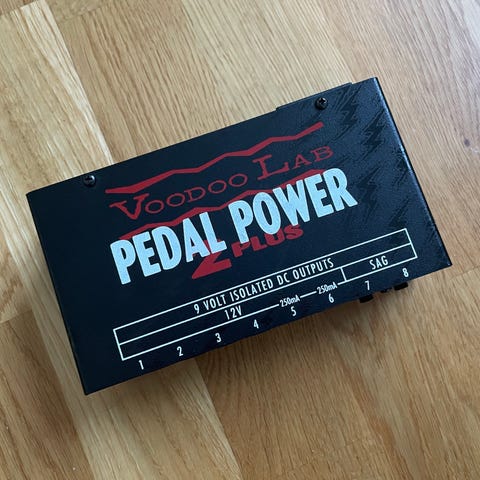 VOODOO LAB
PEDAL POWER
2 PLUS
9 VOLT ISOLATED DC OUTPUTS SAG
12V 250mA 250mA
1 2 3 4 5 6 7 8